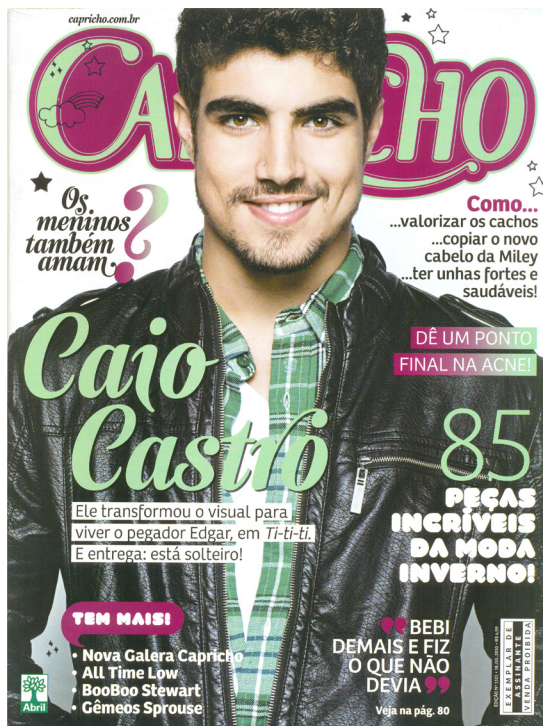 capricho.com.br
CAPRICHO
Os
meninos
também
amam.
?
Como...
...valorizar os cachos
...copiar o novo
cabelo da Miley
...ter unhas fortes e
saudáveis!
DÊ UM PONTO
FINAL NA ACNE!
Caio
Castro
85
PEÇAS
INCRÍVEIS
DA MODA
INVERNO!
Ele transformou o visual para
viver o pegador Edgar, em Ti-ti-ti.
E entrega: está solteiro!
TEM MAIS!
• Nova Galera Capricho
• All Time Low
• BooBoo Stewart
• Gêmeos Sprouse
Abril
BEBI
DEMAIS E FIZ
O QUE NÃO
DEVIA
Veja na pág. 80
EXEMPLAR DE
ASSINANTE
VENDA PROIBIDA